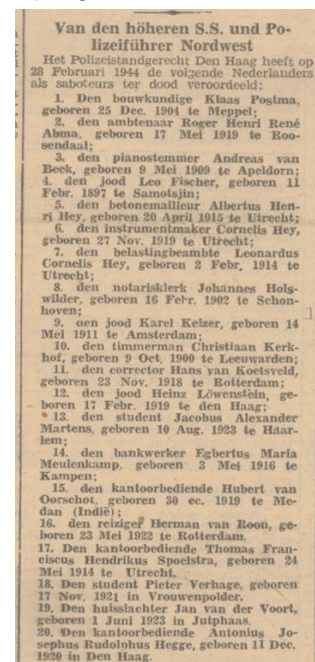 Van den höheren S.S. und Po-
lizeiführer Nordwest
Het Polizeistandgericht Den Haag heeft op
28 Februari 1944 de volgende Nederlanders
als saboteurs ter dood veroordeeld:
1. Den bouwkundige Klaas Postma,
geboren 25 Dec. 1904 te Meppel;
2. den ambtenaar Roger Henri René
Abma, geboren 17 Mei 1919 te Roo-
sendaal;
3. den pianostemmer Andreas van
Beek, geboren 9 Mei 1909 te Apeldorn;
4. den jood Leo Fischer, geboren 11
Febr. 1897 te Samotsjin;
5. den betonemailleur Albertus Hen-
ri Hey, geboren 20 April 1915 te Utrecht;
6. den instrumentmaker Cornelis Hey,
geboren 27 Nov. 1919 te Utrecht;
7. den belastingbeambte Leonardus
Cornelis Hey, geboren 2 Febr, 1914 te
Utrecht;
8. den notarisklerk Johannes Hols-
wilder, geboren 16 Febr. 1902 te Schon-
hoven;
9. den jood Karel Keizer, geboren 14
Mei 1911 te Amsterdam;
10. den timmerman Christiaan Kerk-
hof, geboren 9 Oct. 1900 te Leeuwarden;
11. den corrector Hans van Koetsveld,
geboren 23 Nov. 1918 te Rotterdam;
12. den jood Heinz Löwenstein, ge-
boren 17 Febr. 1919 te den Haag;
13. den student Jacobus Alexander
Martens, geboren 10 Aug. 1923 te Haar-
lem;
14. den bankwerker Egbertus Maria
Meulenkamp, geboren 3 Mei 1916 te
Kampen;
15. den kantoorbediende Hubert van
Oorschot, geboren 30 ec. 1919 te Me-
dan (Indië);
16. den reiziger Herman van Roon, ge-
boren 23 Mei 1922 te Rotterdam.
17. Den kantoorbediende Thomas Fran-
ciscus Hendrikus Spoelstra, geboren 24
Mei 1914 te Utrecht.
18. Den student Pieter Verhage, geboren
17 Nov. 1921 in Vrouwenpolder.
19. Den huisslachter Jan van der Voort,
geboren 1 Juni 1923 in Jutphaas.
20. Den kantoorbediende Antonius Jo-
sephus Rudolohus Hegge, geboren 11 Dec.
1920 in Den Haag.